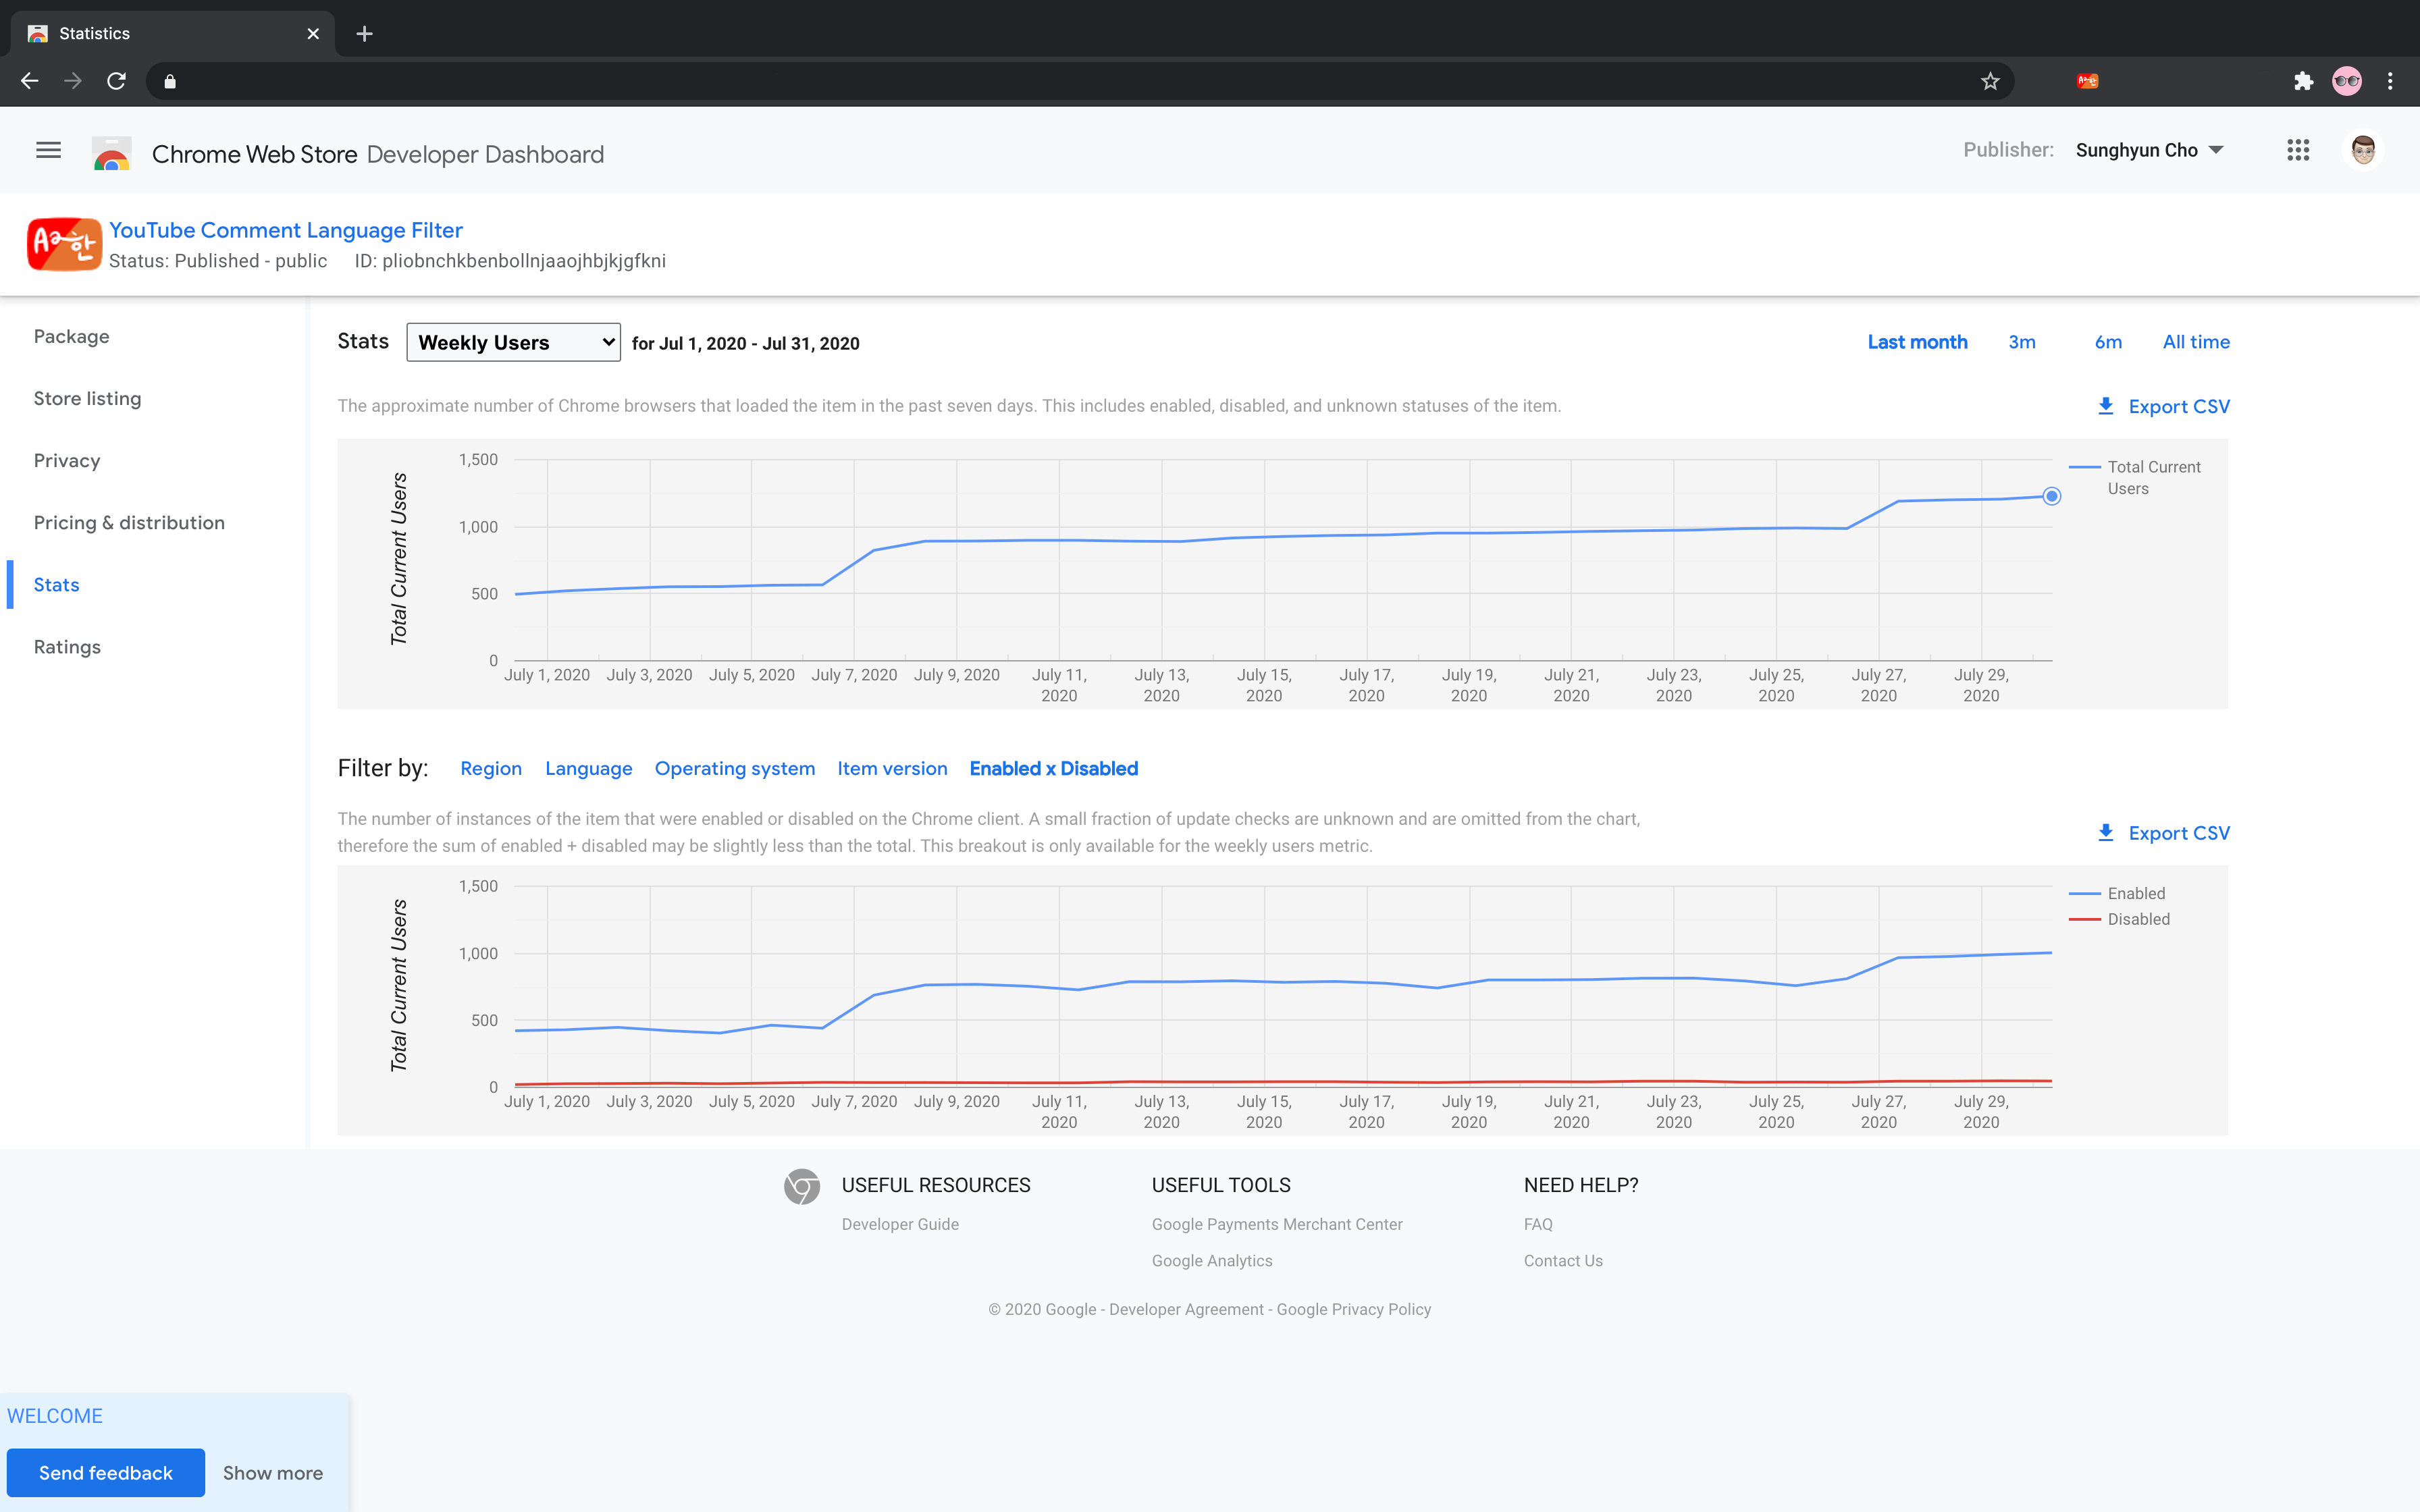 Statistics
Chrome Web Store Developer Dashboard
Publisher: Sunghyun Cho
A가한
YouTube Comment Language Filter
Status: Published - public ID: pliobnchkbenbollnjaaojhbjkjgfkni
Package
Store listing
Privacy
Pricing & distribution
Stats
Ratings
Stats Weekly Users for Jul 1, 2020 - Jul 31, 2020
Last month 3m 6m All time
The approximate number of Chrome browsers that loaded the item in the past seven days. This includes enabled, disabled, and unknown statuses of the item.
Export CSV
Total Current Users
1,500
1,000
500
0
July 1, 2020 July 3, 2020 July 5, 2020 July 7, 2020 July 9, 2020 July 11, 2020 July 13, 2020 July 15, 2020 July 17, 2020 July 19, 2020 July 21, 2020 July 23, 2020 July 25, 2020 July 27, 2020 July 29, 2020
Total Current
Users
Filter by: Region Language Operating system Item version Enabled x Disabled
The number of instances of the item that were enabled or disabled on the Chrome client. A small fraction of update checks are unknown and are omitted from the chart,
therefore the sum of enabled + disabled may be slightly less than the total. This breakout is only available for the weekly users metric.
Export CSV
Total Current Users
1,500
1,000
500
0
July 1, 2020 July 3, 2020 July 5, 2020 July 7, 2020 July 9, 2020 July 11, 2020 July 13, 2020 July 15, 2020 July 17, 2020 July 19, 2020 July 21, 2020 July 23, 2020 July 25, 2020 July 27, 2020 July 29, 2020
Enabled
Disabled
USEFUL RESOURCES
Developer Guide
USEFUL TOOLS
Google Payments Merchant Center
Google Analytics
NEED HELP?
FAQ
Contact Us
© 2020 Google - Developer Agreement - Google Privacy Policy
WELCOME
Send feedback Show more